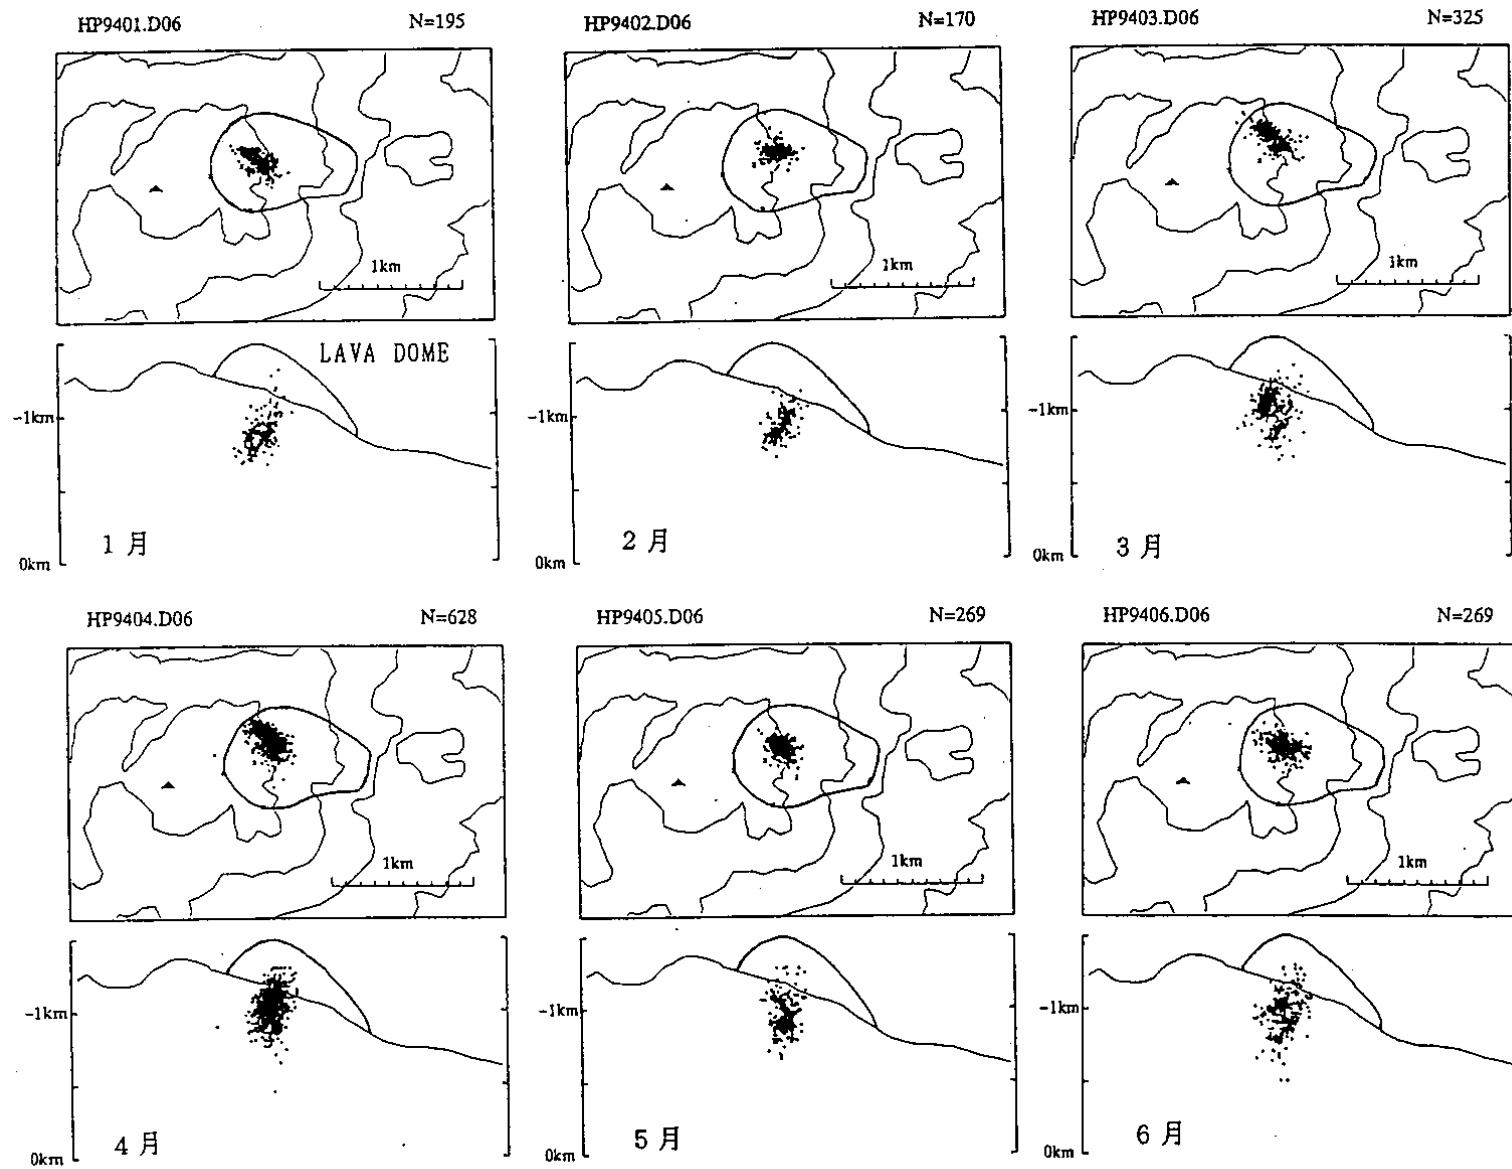 HP9401.D06 N=195
1km
LAVA DOME
-1km
0km
1月
HP9402.D06 N=170
1km
-1km
0km
2月
HP9403.D06 N=325
1km
-1km
0km
3月
HP9404.D06 N=628
1km
-1km
0km
4月
HP9405.D06 N=269
1km
-1km
0km
5月
HP9406.D06 N=269
1km
-1km
0km
6月